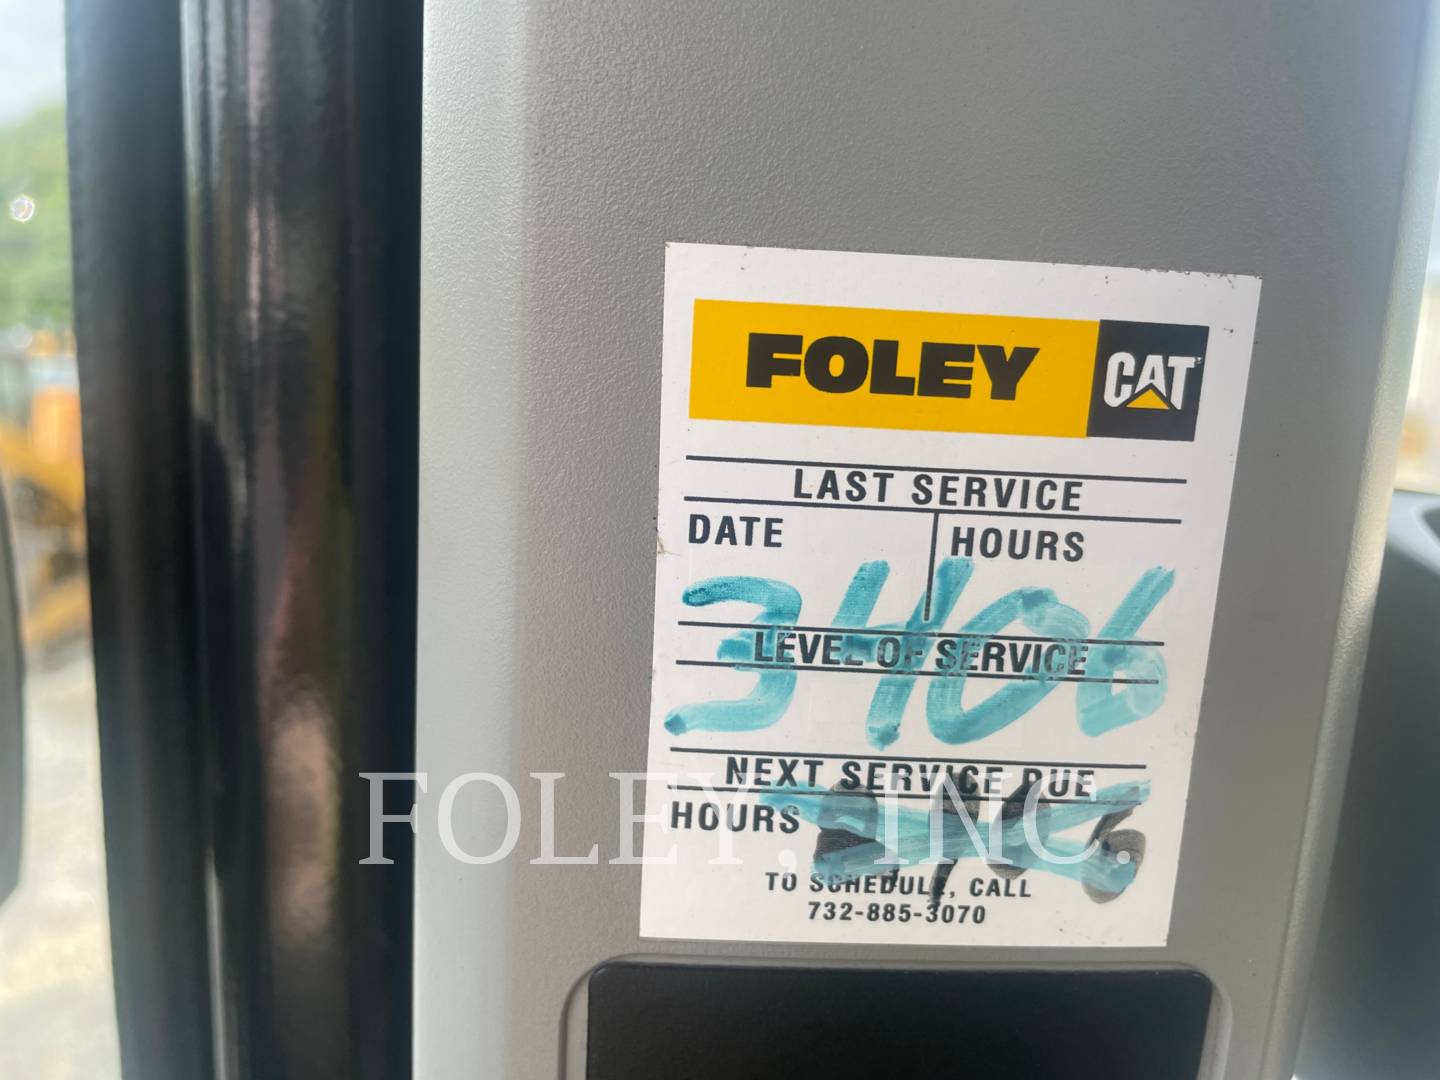 FOLEY CAT
LAST SERVICE
DATE HOURS
3406
LEVEL OF SERVICE
NEXT SERVICE DUE
HOURS
TO SCHEDULE, CALL
732-885-3070
FOLEY, INC.